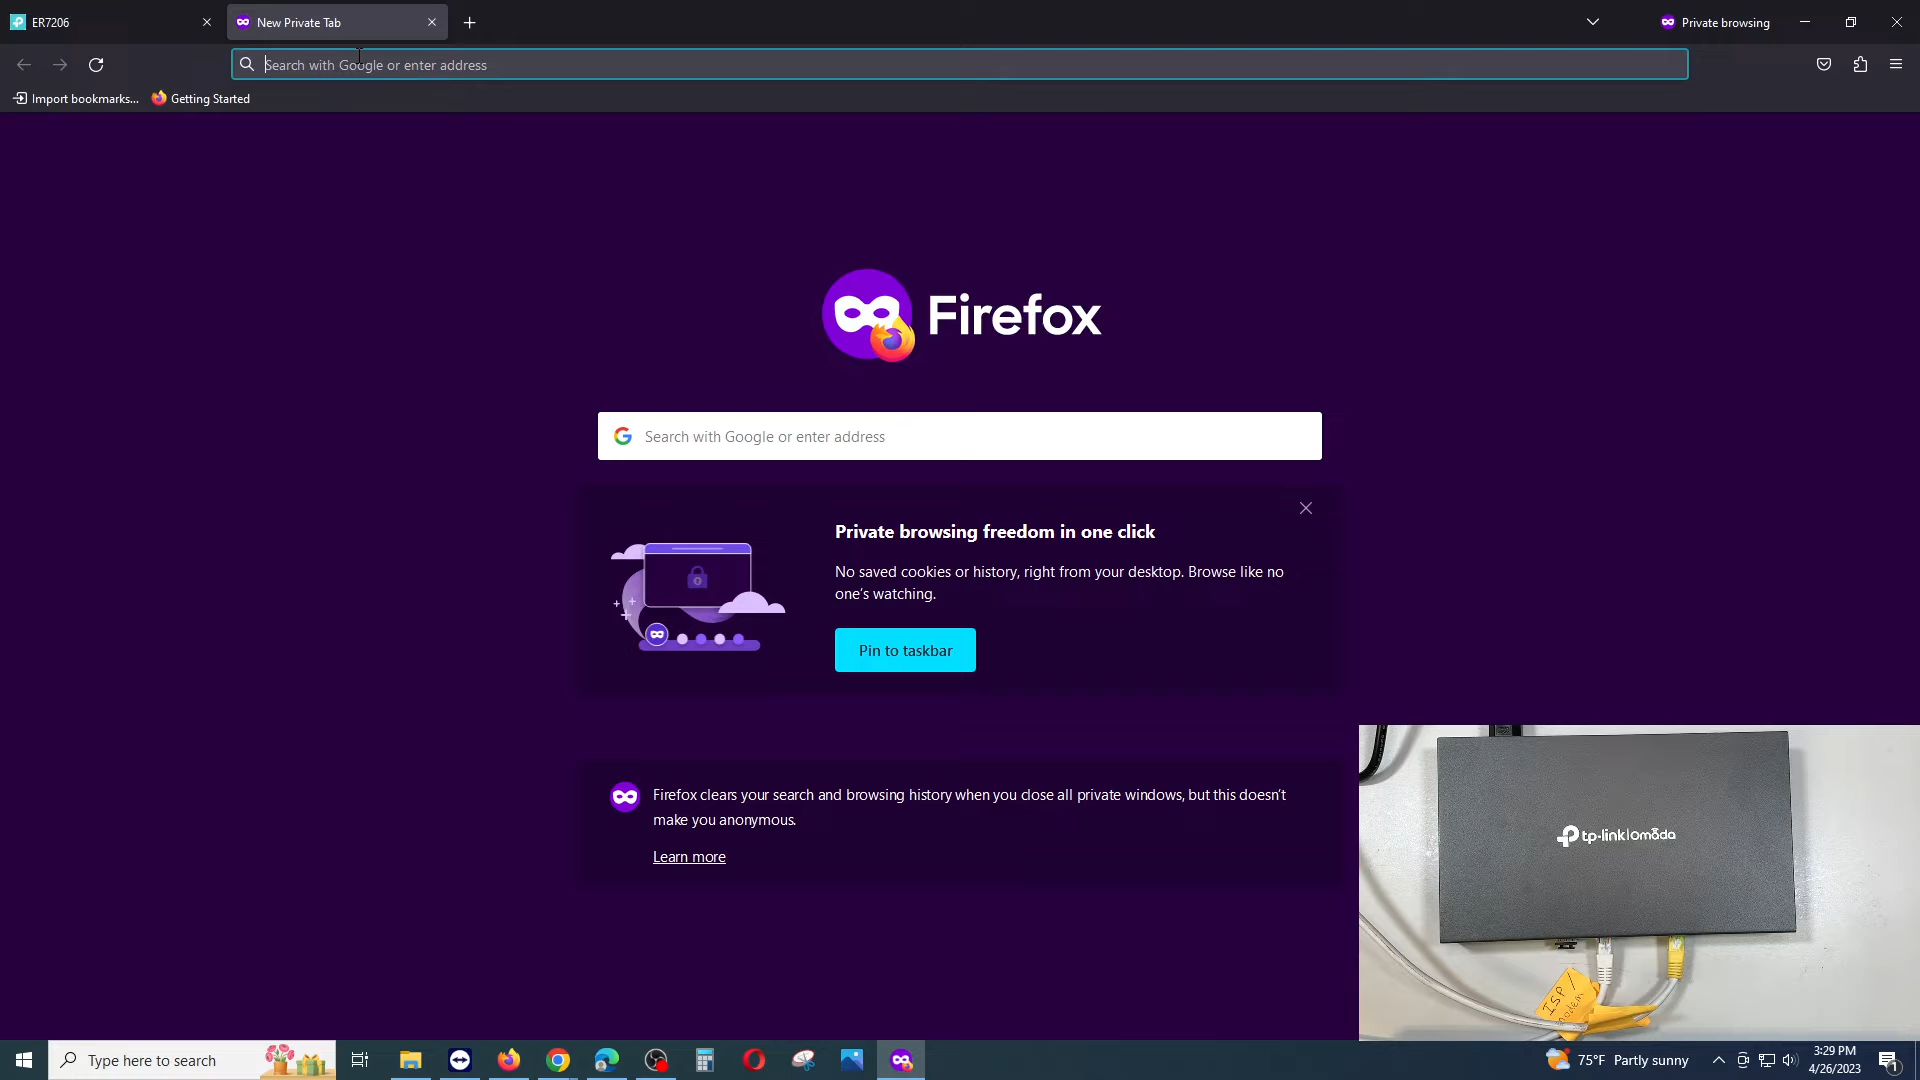 ER7206
New Private Tab
Private browsing
Search with Google or enter address
Import bookmarks...
Getting Started
Firefox
Search with Google or enter address
Private browsing freedom in one click
No saved cookies or history, right from your desktop. Browse like no
one's watching.
Pin to taskbar
Firefox clears your search and browsing history when you close all private windows, but this doesn't
make you anonymous.
Learn more
tp-link|omada
ISP /
modem
Type here to search
75°F Partly sunny
3:29 PM
4/26/2023
1